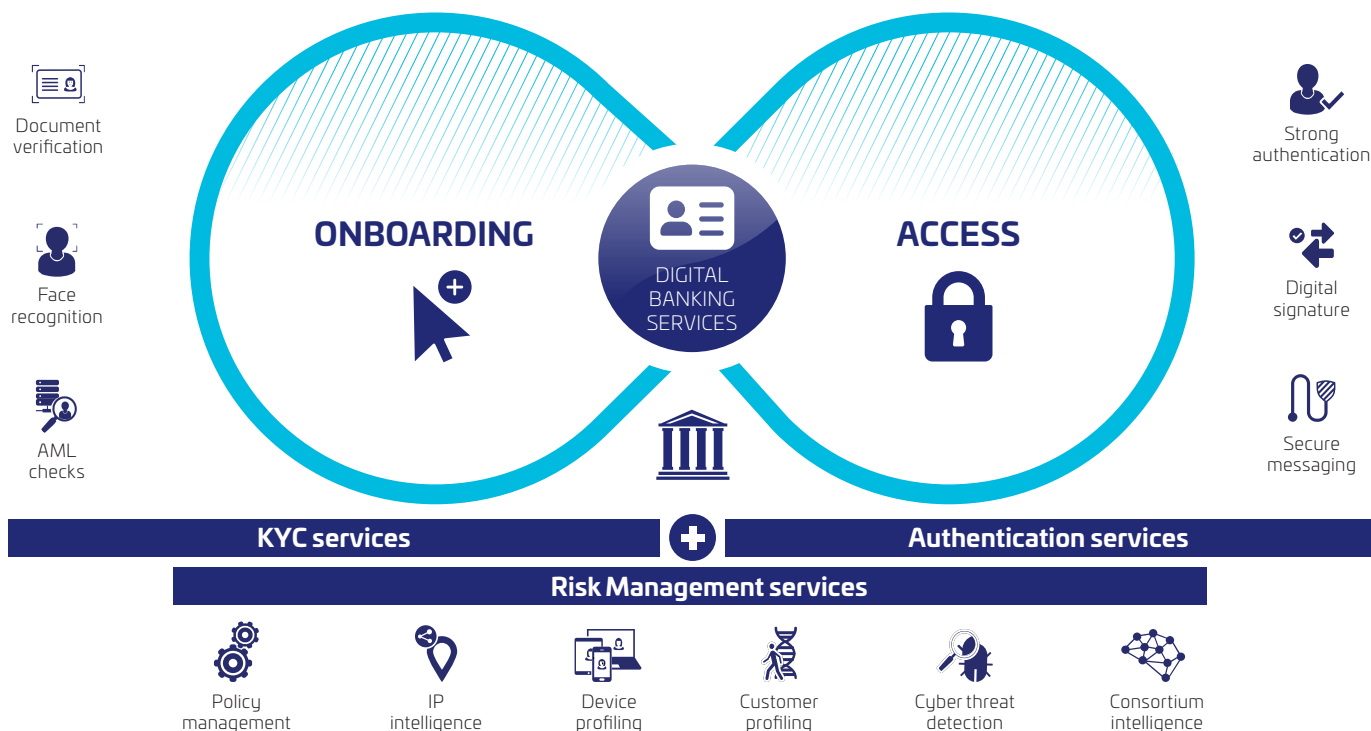 Document
verification
Face
recognition
AML
checks
ONBOARDING
DIGITAL
BANKING
SERVICES
ACCESS
Strong
authentication
Digital
signature
Secure
messaging
KYC services
Authentication services
Risk Management services
Policy
management
IP
intelligence
Device
profiling
Customer
profiling
Cyber threat
detection
Consortium
intelligence